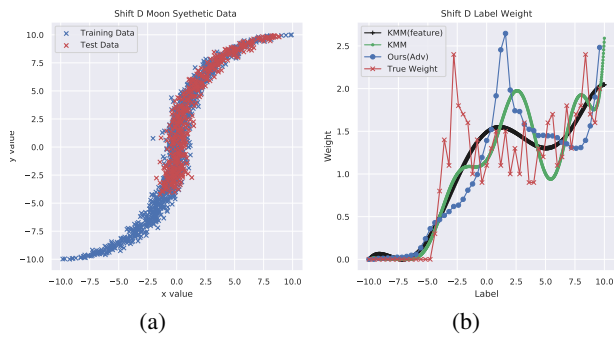 Shift D Moon Syethetic Data
Training Data
Test Data
y value
10.0
7.5
5.0
2.5
0.0
−2.5
−5.0
−7.5
−10.0
−10.0 −7.5 −5.0 −2.5 0.0 2.5 5.0 7.5 10.0
x value
(a)
Shift D Label Weight
KMM(feature)
KMM
Ours(Adv)
True Weight
Weight
2.5
2.0
1.5
1.0
0.5
0.0
−10.0 −7.5 −5.0 −2.5 0.0 2.5 5.0 7.5 10.0
Label
(b)